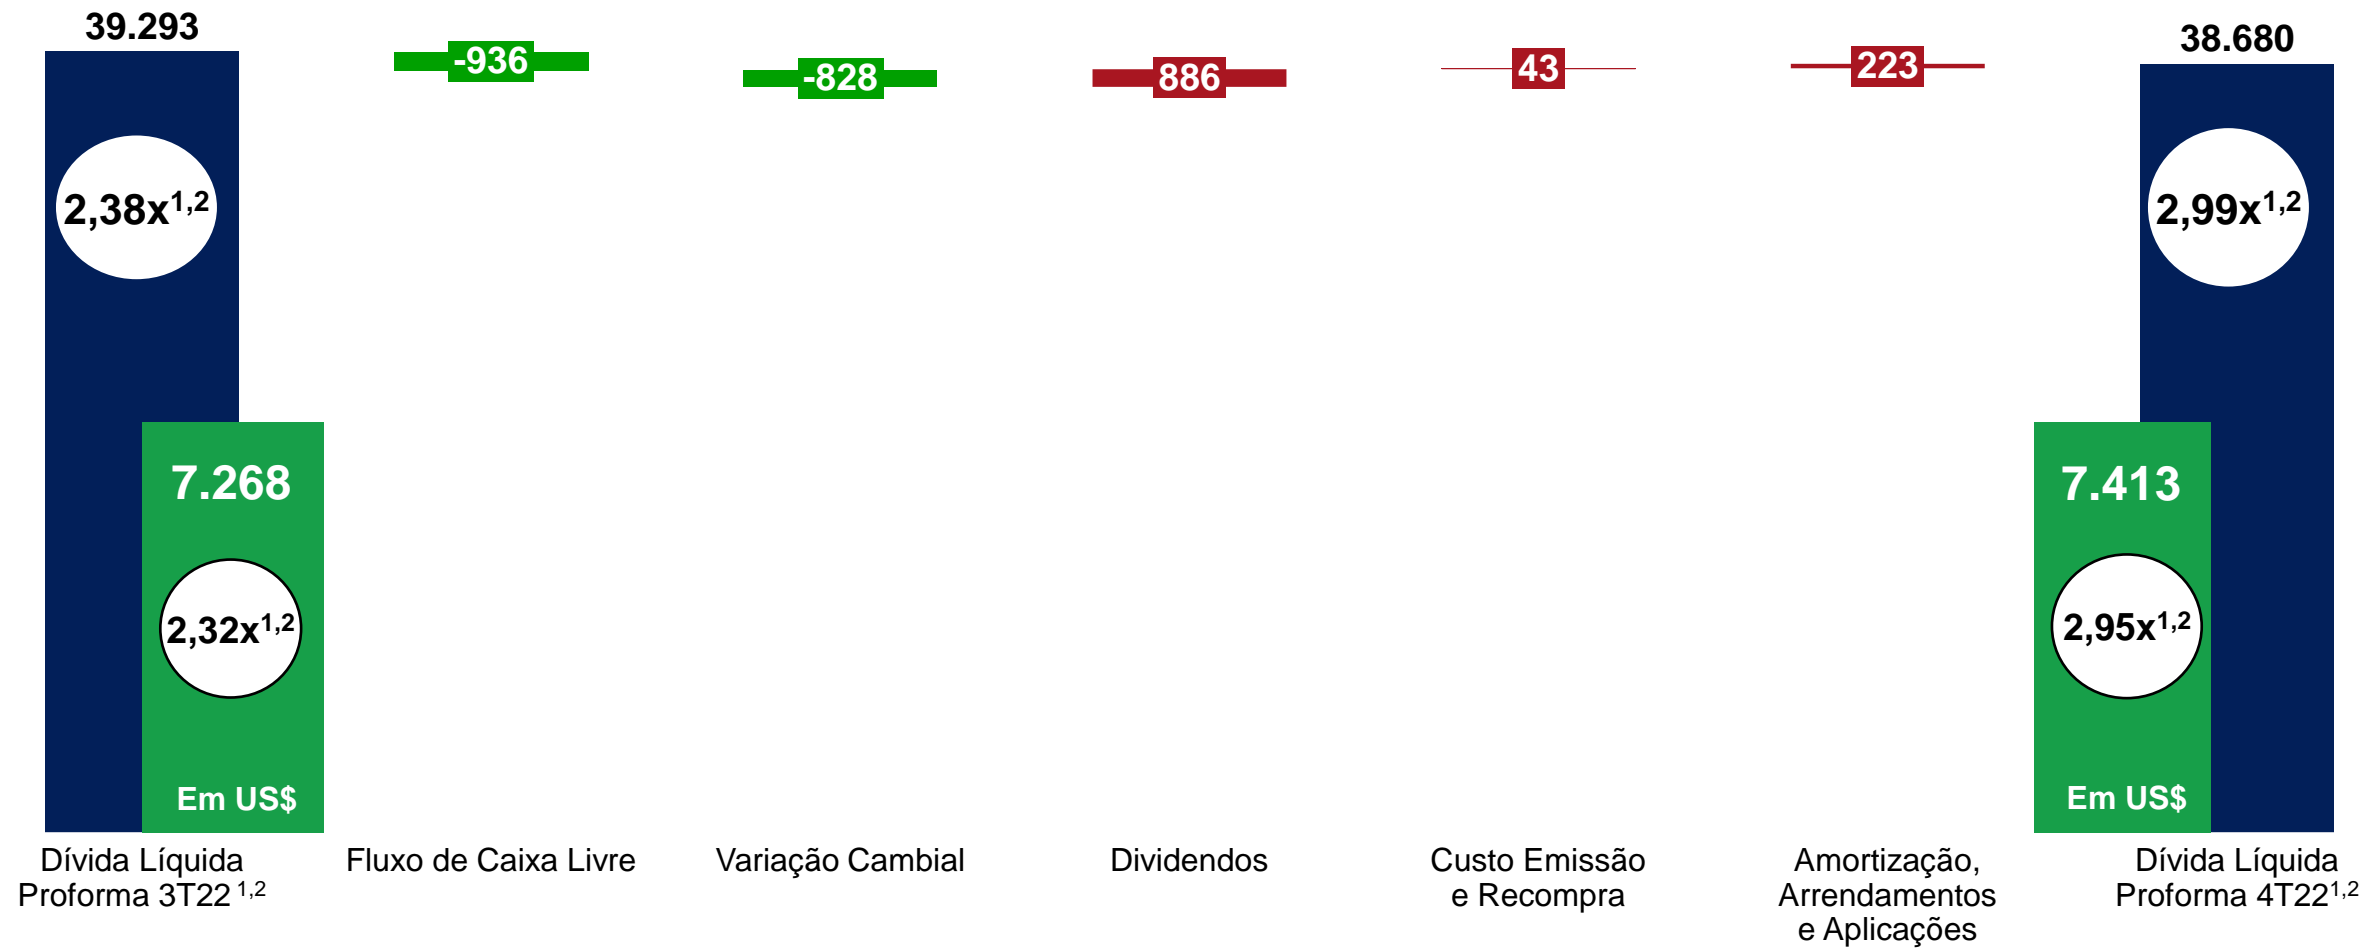 39.293
-936
-828
886
43
223
38.680
2,38x1,2
2,99x1,2
7.268
7.413
2,32x1,2
2,95x1,2
Em US$
Em US$
Dívida Líquida
Proforma 3T22 1,2
Fluxo de Caixa Livre
Variação Cambial
Dividendos
Custo Emissão
e Recompra
Amortização,
Arrendamentos
e Aplicações
Dívida Líquida
Proforma 4T221,2